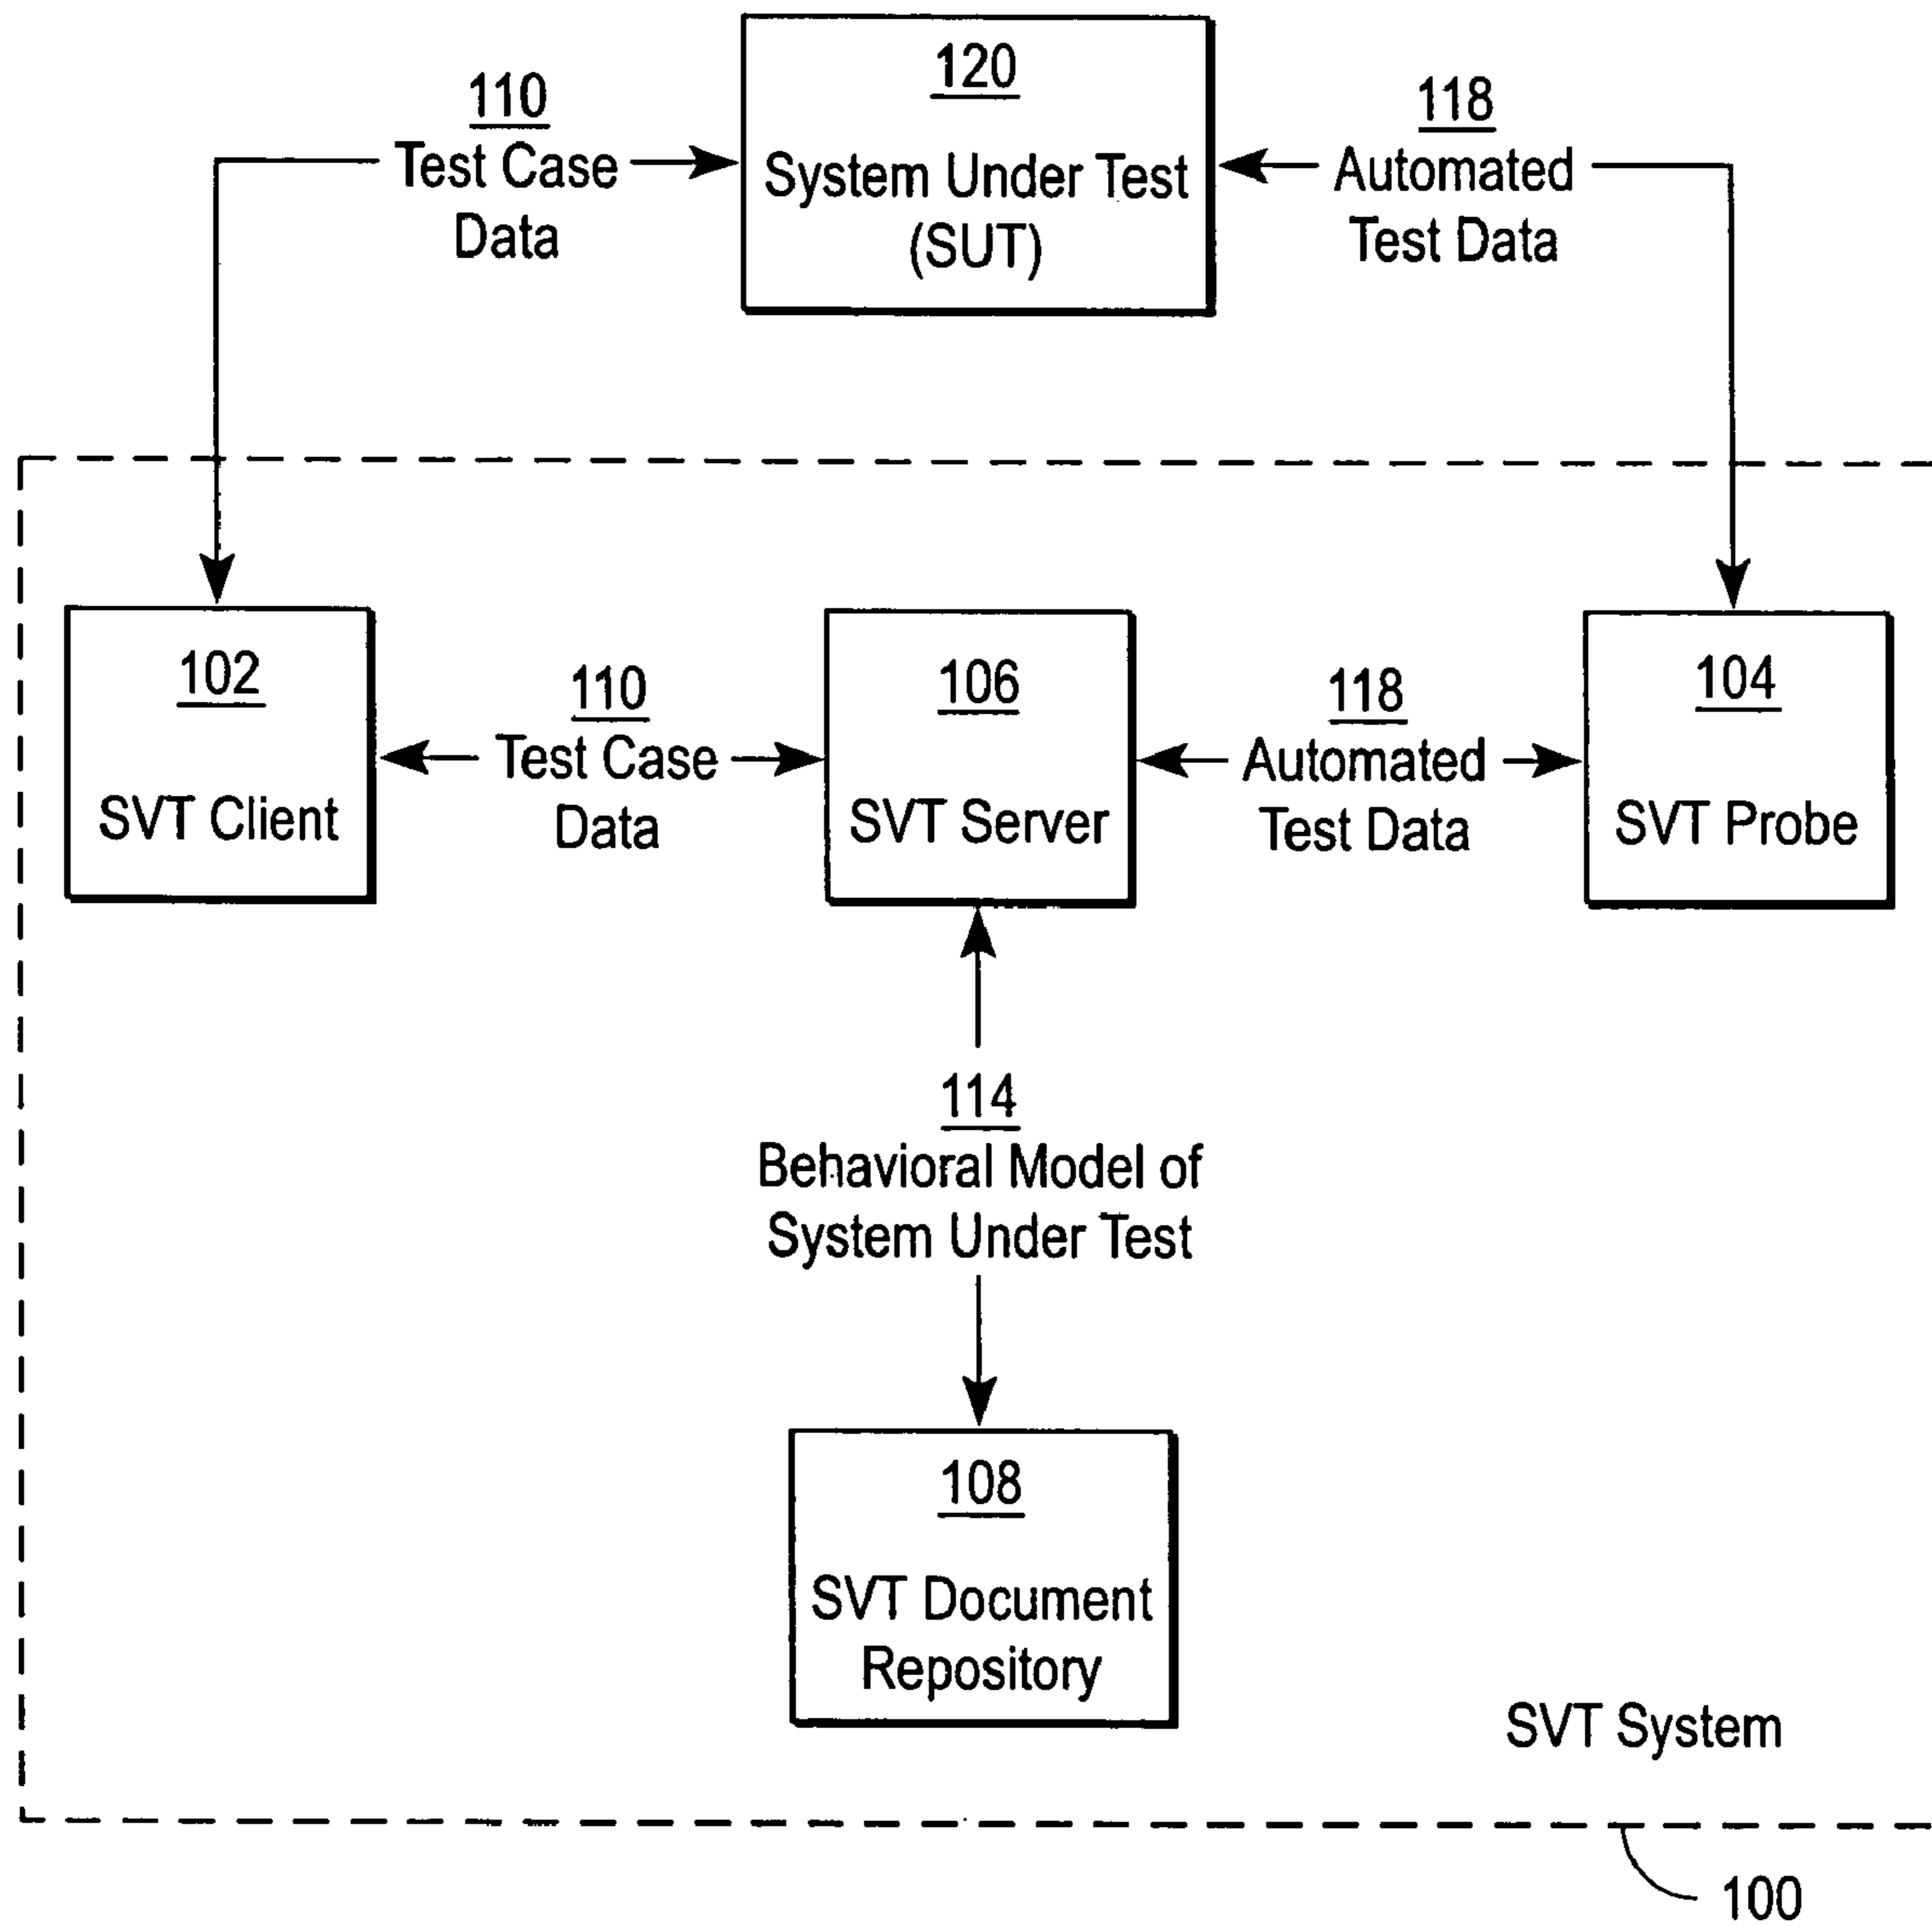 120
System Under Test
(SUT)
110
Test Case
Data
118
Automated
Test Data
102
SVT Client
110
Test Case
Data
106
SVT Server
118
Automated
Test Data
104
SVT Probe
114
Behavioral Model of
System Under Test
108
SVT Document
Repository
SVT System
100